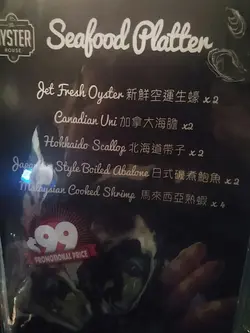 THE
OYSTER
HOUSE
Seafood Platter
Jet Fresh Oyster 新鮮空運生蠔 x 2
Canadian Uni 加拿大海膽 x2
Hokkaido Scallop 北海道帶子 x 2
Japanese Style Boiled Abalone 日式磯煮鮑魚 x 2
Malaysian Cooked Shrimp 馬來西亞熟蝦 x 4
$99
PROMOTIONAL PRICE